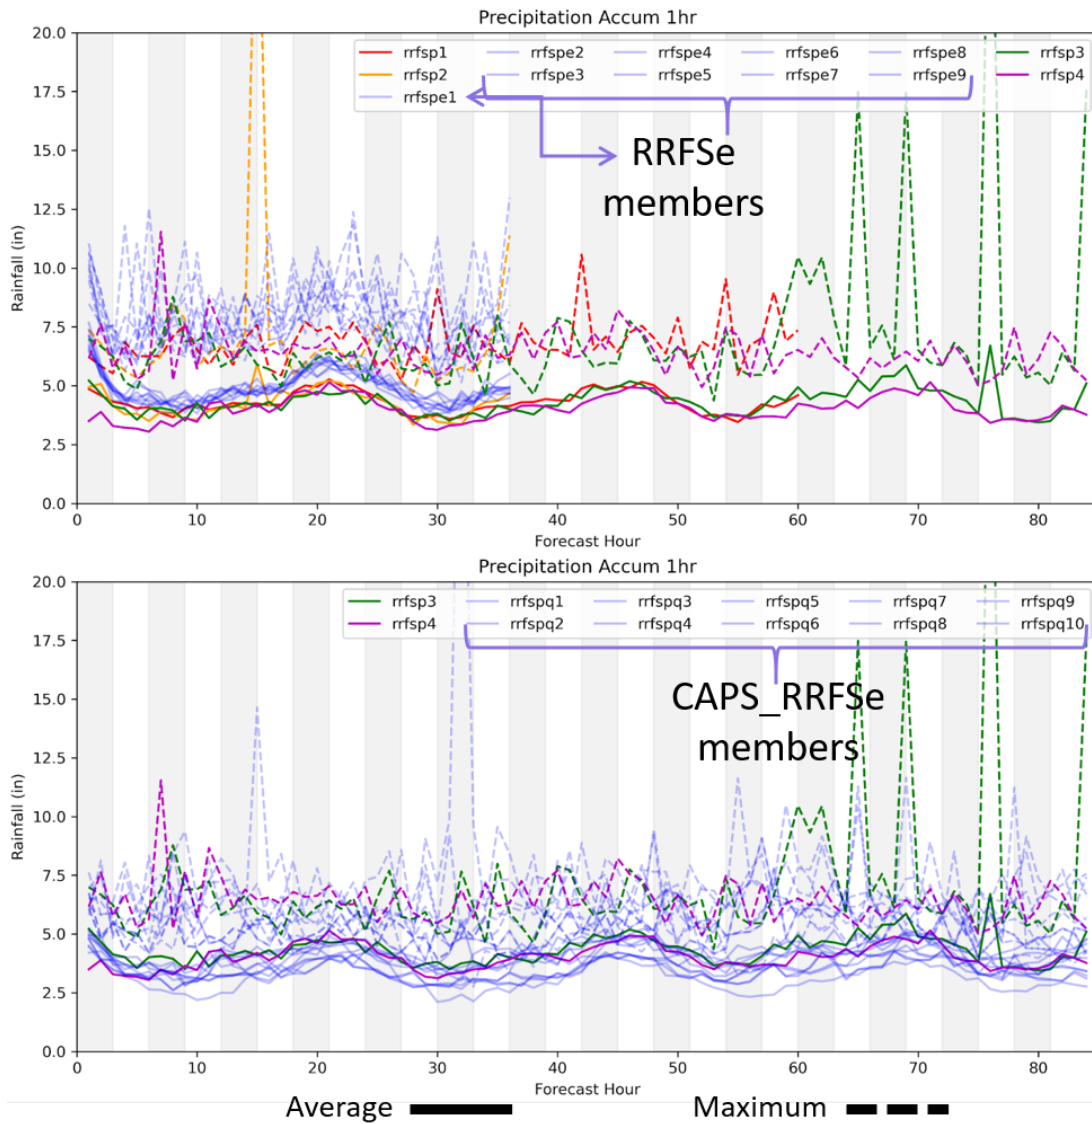 Precipitation Accum 1hr
20.0
17.5
15.0
12.5
10.0
7.5
5.0
2.5
0.0
Rainfall (in)
rrfsp1 rrfspe2 rrfspe4 rrfspe6 rrfspe8 rrfsp3
rrfsp2 rrfspe3 rrfspe5 rrfspe7 rrfspe9 rrfsp4
rrfspe1
RRFSe
members
0 10 20 30 40 50 60 70 80
Forecast Hour
Precipitation Accum 1hr
20.0
17.5
15.0
12.5
10.0
7.5
5.0
2.5
0.0
Rainfall (in)
rrfsp3 rrfspq1 rrfspq3 rrfspq5 rrfspq7 rrfspq9
rrfsp4 rrfspq2 rrfspq4 rrfspq6 rrfspq8 rrfspq10
CAPS_RRFSe
members
0 10 20 30 40 50 60 70 80
Forecast Hour
Average Maximum